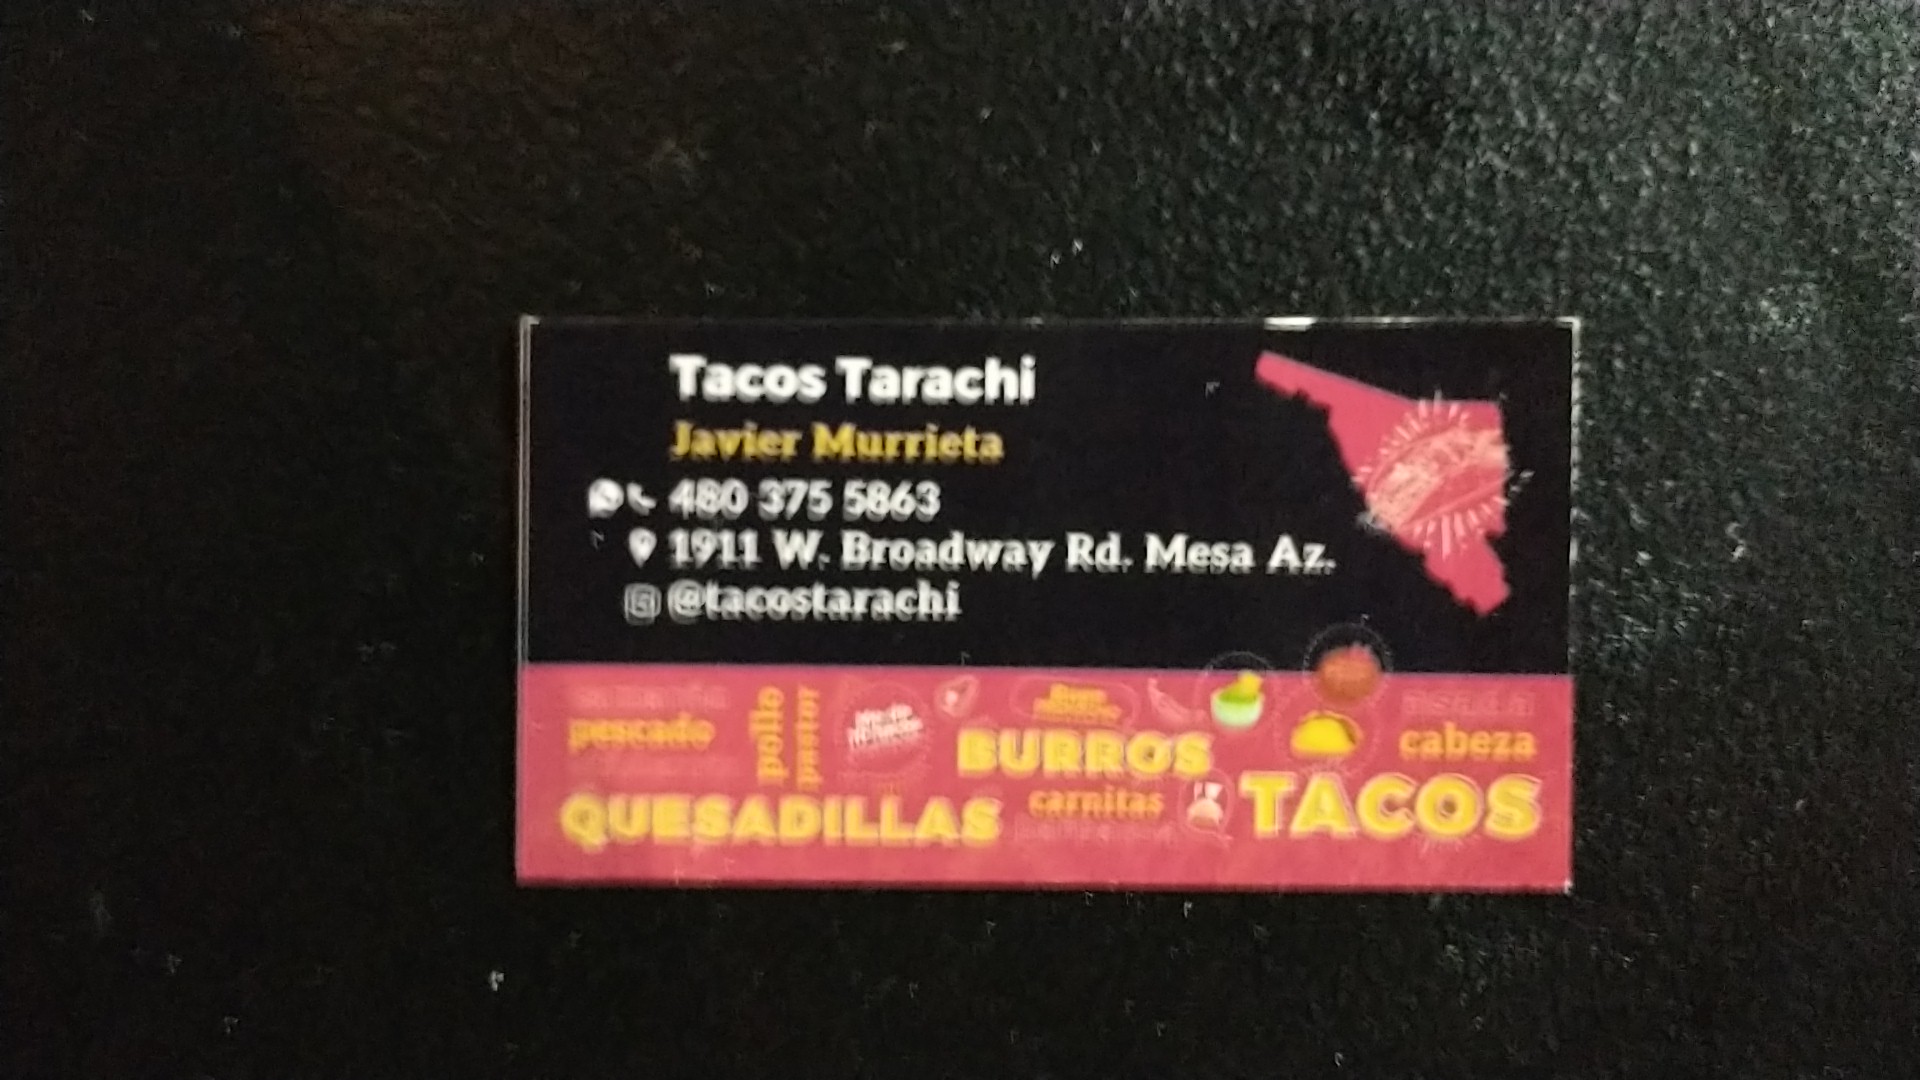 Tacos Tarachi
Javier Murrieta
480 375 5863
1911 W. Broadway Rd. Mesa Az.
@tacostarachi
pescado
pollo
pastor
BURROS
cabeza
QUESADILLAS
carnitas
TACOS